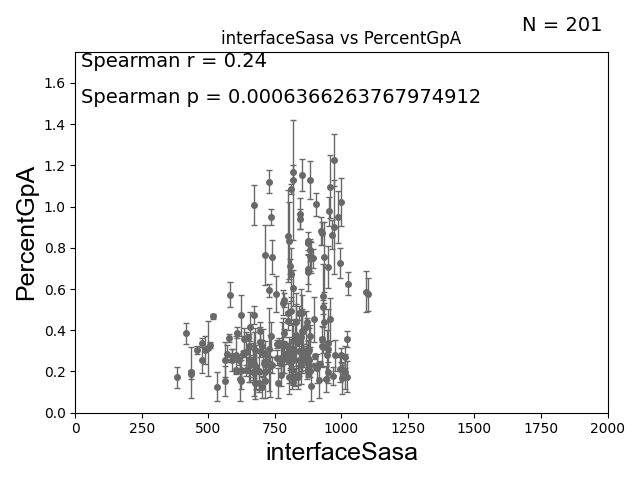 N = 201
interfaceSasa vs PercentGpA
Spearman r = 0.24
Spearman p = 0.0006366263767974912
PercentGpA
1.6
1.4
1.2
1.0
0.8
0.6
0.4
0.2
0.0
0 250 500 750 1000 1250 1500 1750 2000
interfaceSasa